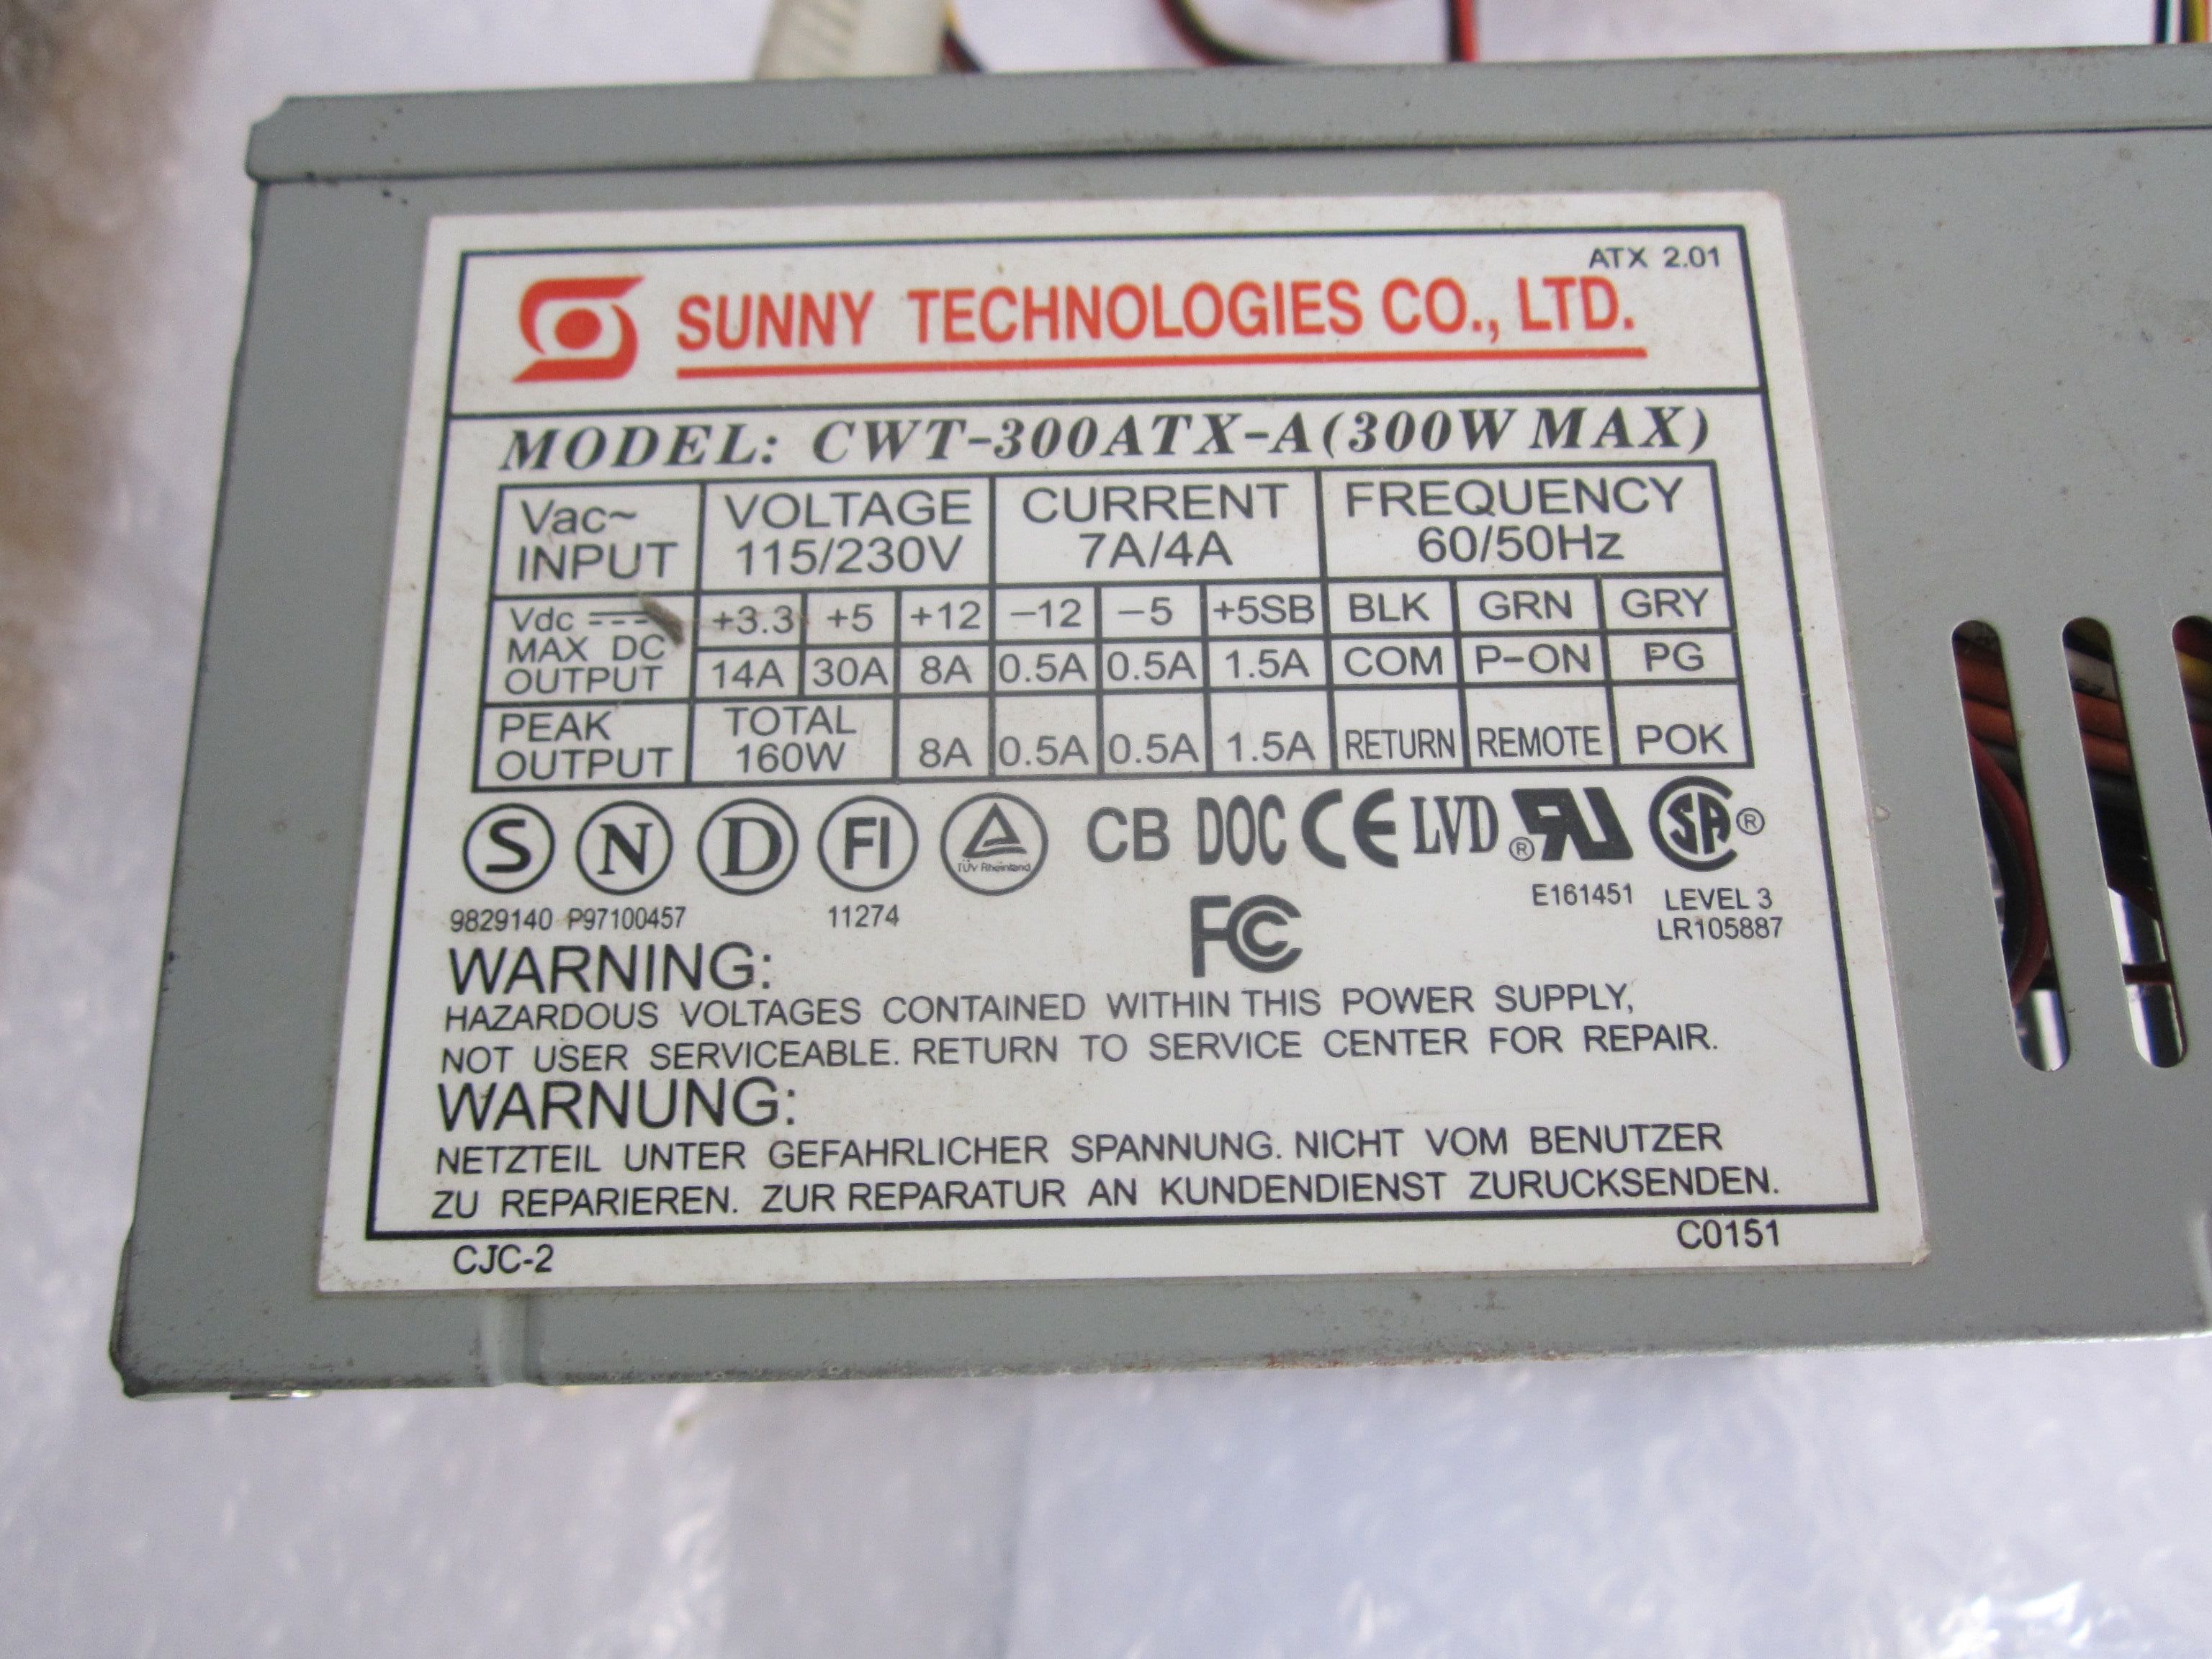 ATX 2.01
SUNNY TECHNOLOGIES CO., LTD.
MODEL: CWT-300ATX-A(300W MAX)
Vac~ INPUT VOLTAGE 115/230V CURRENT 7A/4A FREQUENCY 60/50Hz
Vdc MAX DC OUTPUT +3.3 +5 +12 -12 -5 +5SB BLK GRN GRY
14A 30A 8A 0.5A 0.5A 1.5A COM P-ON PG
PEAK OUTPUT TOTAL 160W 8A 0.5A 0.5A 1.5A RETURN REMOTE POK
S N D FI TÜV Rheinland CB DOC CE LVD ®RU SA®
9829140 P97100457 11274 E161451 LEVEL 3
LR105887
FC
WARNING:
HAZARDOUS VOLTAGES CONTAINED WITHIN THIS POWER SUPPLY,
NOT USER SERVICEABLE. RETURN TO SERVICE CENTER FOR REPAIR.
WARNUNG:
NETZTEIL UNTER GEFAHRLICHER SPANNUNG. NICHT VOM BENUTZER
ZU REPARIEREN. ZUR REPARATUR AN KUNDENDIENST ZURUCKSENDEN.
CJC-2 C0151